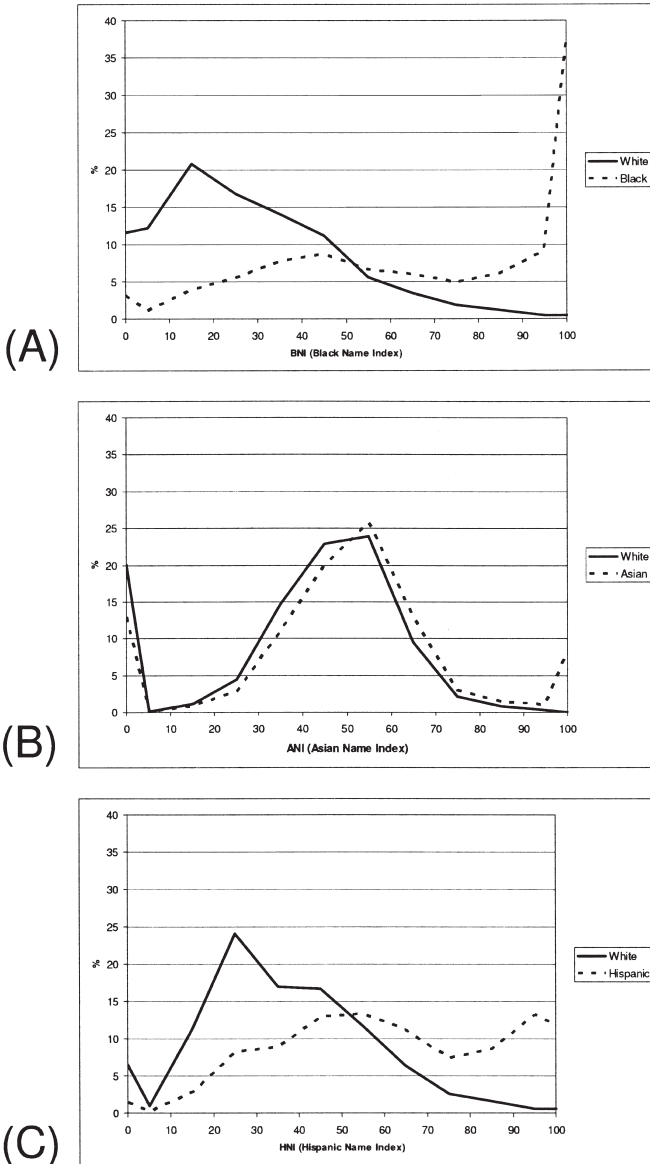 40
35
30
25
20
15
10
5
0
%
0 10 20 30 40 50 60 70 80 90 100
BNI (Black Name Index)
White
Black
(A)
40
35
30
25
20
15
10
5
0
%
0 10 20 30 40 50 60 70 80 90 100
ANI (Asian Name Index)
White
Asian
(B)
40
35
30
25
20
15
10
5
0
%
0 10 20 30 40 50 60 70 80 90 100
HNI (Hispanic Name Index)
White
Hispanic
(C)